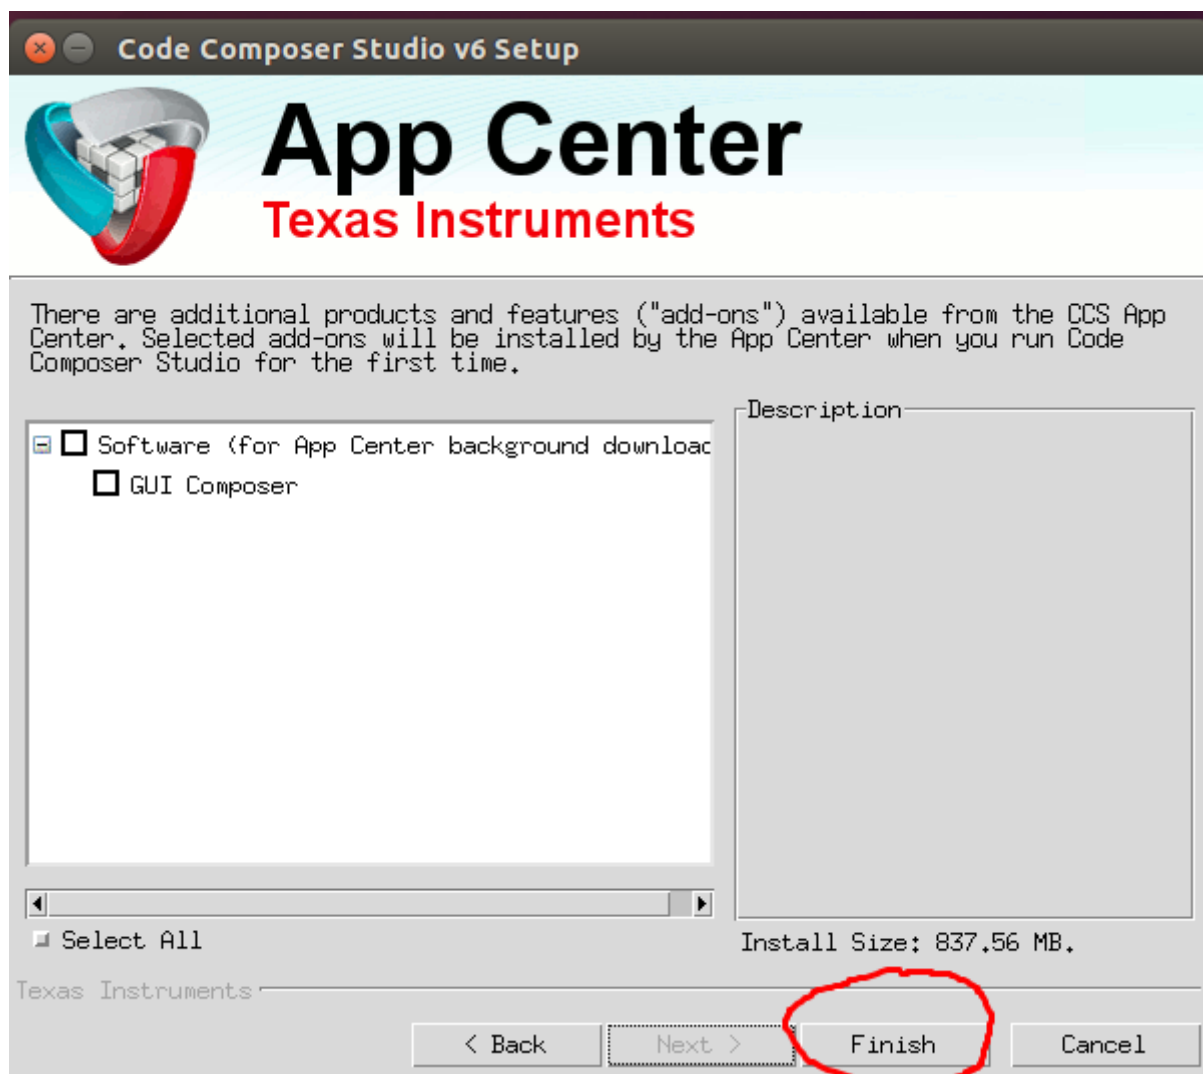 Code Composer Studio v6 Setup
App Center
Texas Instruments
There are additional products and features ("add-ons") available from the CCS App
Center. Selected add-ons will be installed by the App Center when you run Code
Composer Studio for the first time.
Description
Software (for App Center background downloac
GUI Composer
Select All
Install Size: 837.56 MB.
Texas Instruments
< Back
Next >
Finish
Cancel